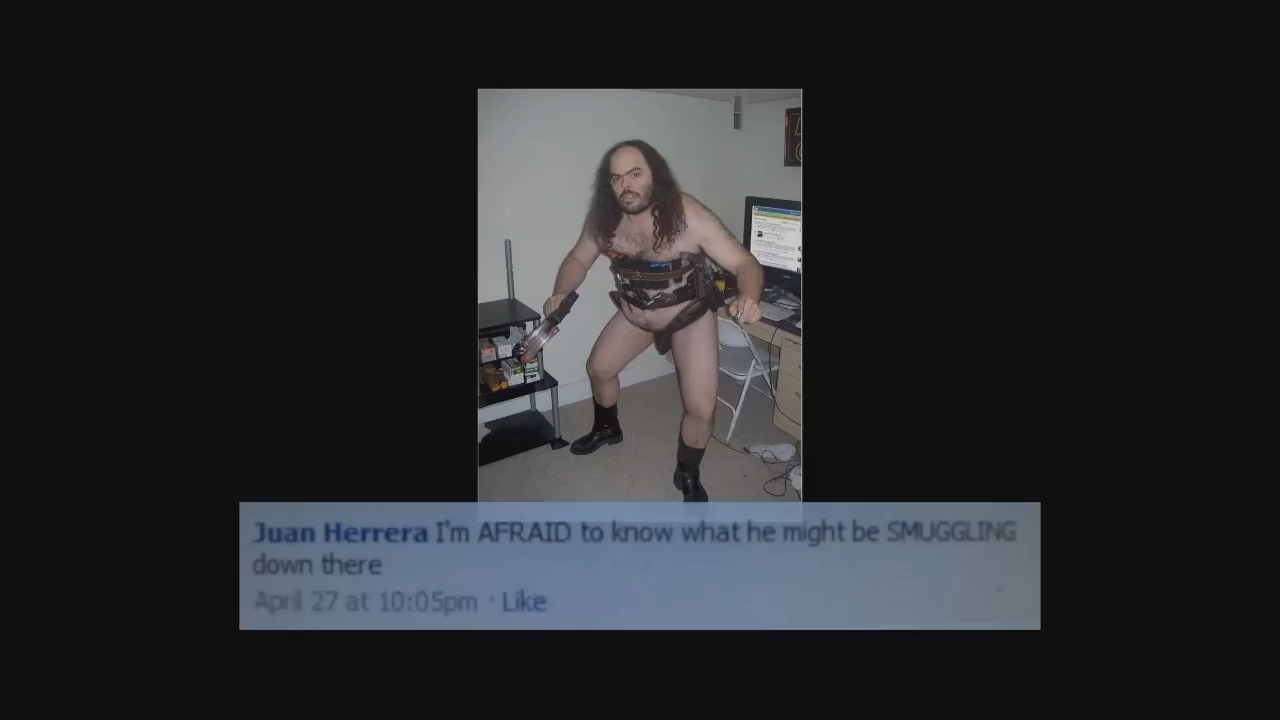 Juan Herrera I'm AFRAID to know what he might be SMUGGLING
down there
April 27 at 10:05pm · Like